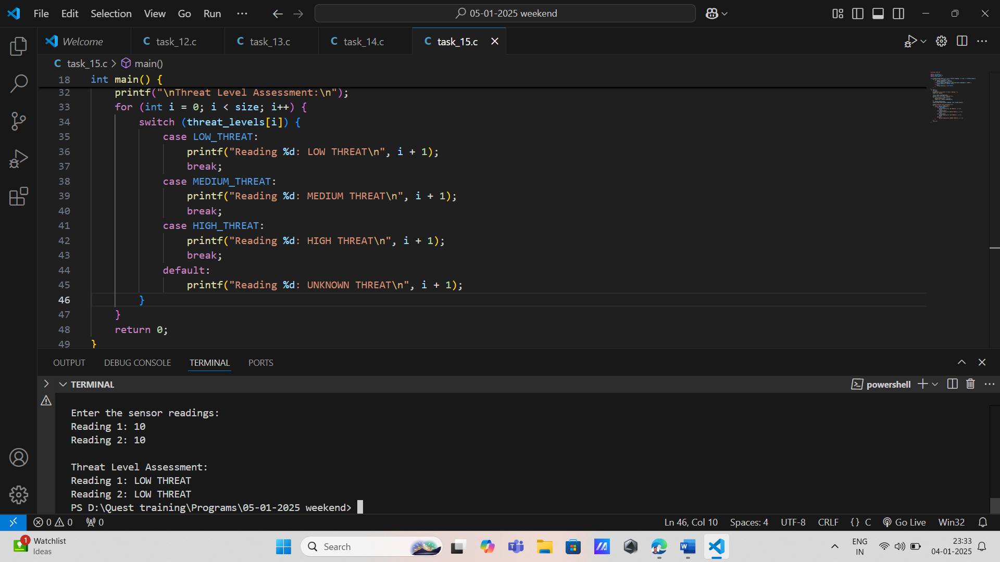 File Edit Selection View Go Run ··· 05-01-2025 weekend
Welcome C task_12.c C task_13.c C task_14.c C task_15.c
C task_15.c > main()
18 int main() {
32 printf("\nThreat Level Assessment:\n");
33 for (int i = 0; i < size; i++) {
34 switch (threat_levels[i]) {
35 case LOW_THREAT:
36 printf("Reading %d: LOW THREAT\n", i + 1);
37 break;
38 case MEDIUM_THREAT:
39 printf("Reading %d: MEDIUM THREAT\n", i + 1);
40 break;
41 case HIGH_THREAT:
42 printf("Reading %d: HIGH THREAT\n", i + 1);
43 break;
44 default:
45 printf("Reading %d: UNKNOWN THREAT\n", i + 1);
46 }
47 }
48 return 0;
49 }
OUTPUT DEBUG CONSOLE TERMINAL PORTS
TERMINAL powershell
Enter the sensor readings:
Reading 1: 10
Reading 2: 10
Threat Level Assessment:
Reading 1: LOW THREAT
Reading 2: LOW THREAT
PS D:\Quest training\Programs\05-01-2025 weekend>
0 0 0 Ln 46, Col 10 Spaces: 4 UTF-8 CRLF {} C Go Live Win32
1 Watchlist
Ideas
Search
ENG
IN
23:33
04-01-2025